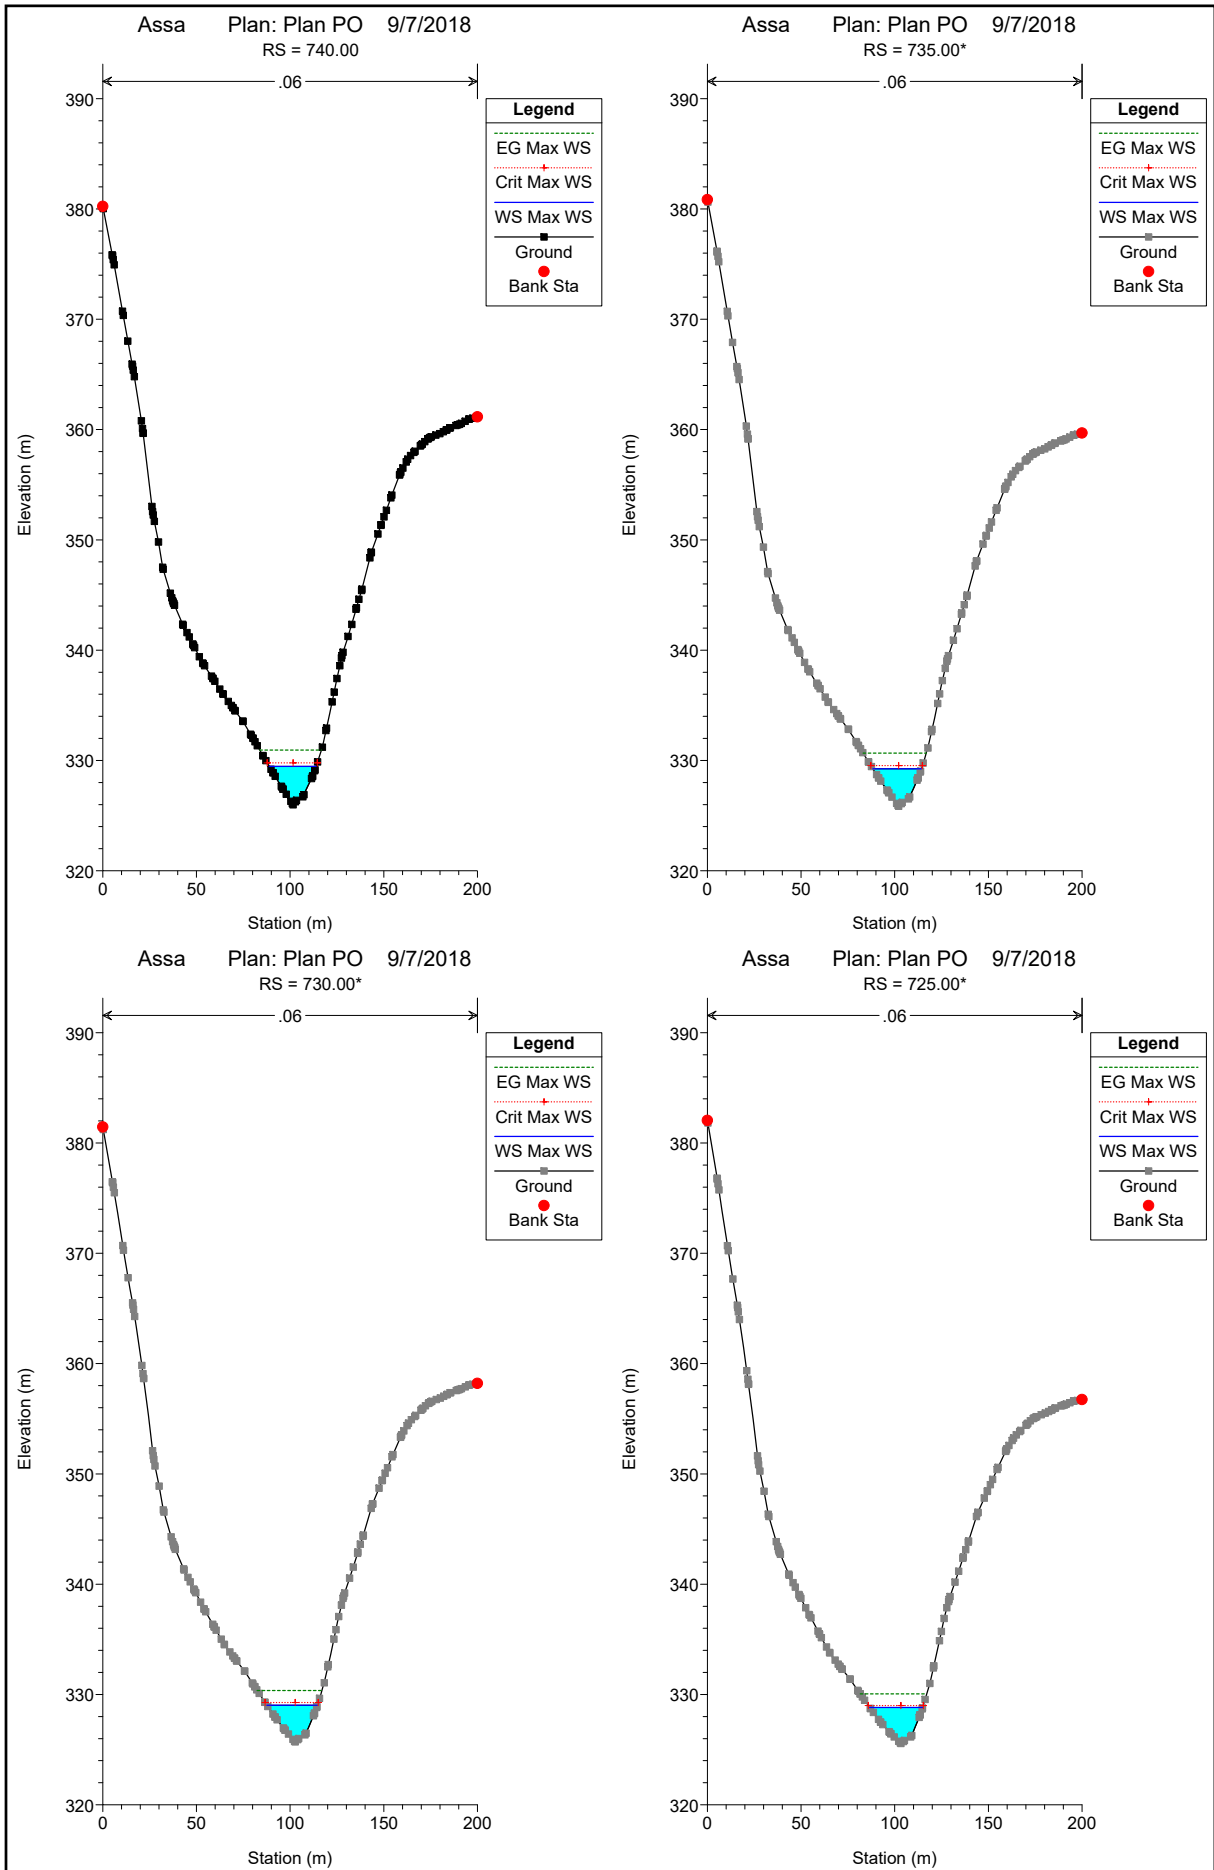 Assa Plan: Plan PO 9/7/2018
RS = 740.00
.06
Legend
EG Max WS
Crit Max WS
WS Max WS
Ground
Bank Sta
390
380
370
360
350
340
330
320
Elevation (m)
0 50 100 150 200
Station (m)
Assa Plan: Plan PO 9/7/2018
RS = 735.00*
.06
Legend
EG Max WS
Crit Max WS
WS Max WS
Ground
Bank Sta
390
380
370
360
350
340
330
320
Elevation (m)
0 50 100 150 200
Station (m)
Assa Plan: Plan PO 9/7/2018
RS = 730.00*
.06
Legend
EG Max WS
Crit Max WS
WS Max WS
Ground
Bank Sta
390
380
370
360
350
340
330
320
Elevation (m)
0 50 100 150 200
Station (m)
Assa Plan: Plan PO 9/7/2018
RS = 725.00*
.06
Legend
EG Max WS
Crit Max WS
WS Max WS
Ground
Bank Sta
390
380
370
360
350
340
330
320
Elevation (m)
0 50 100 150 200
Station (m)